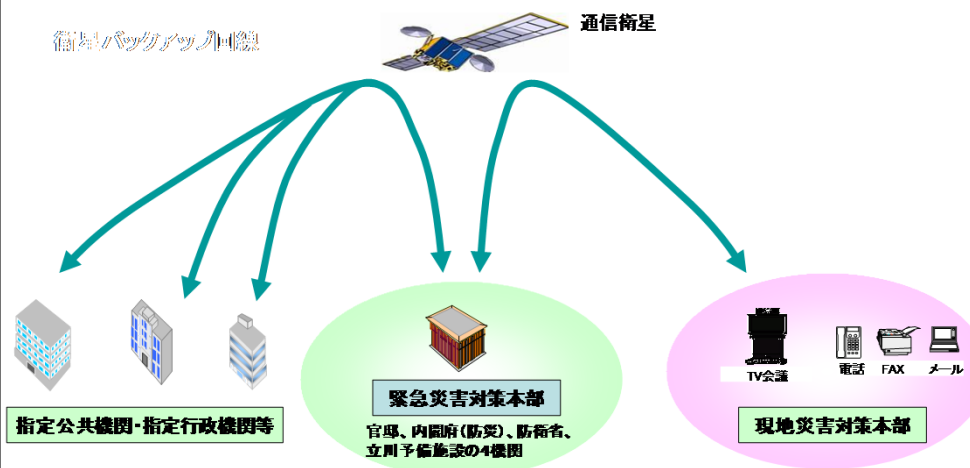 衛星バックアップ回線
通信衛星
TV会議
電話
FAX
メール
緊急災害対策本部
指定公共機関・指定行政機関等
官邸、内閣府(防災)、防衛省、
立川予備施設の4機関
現地災害対策本部